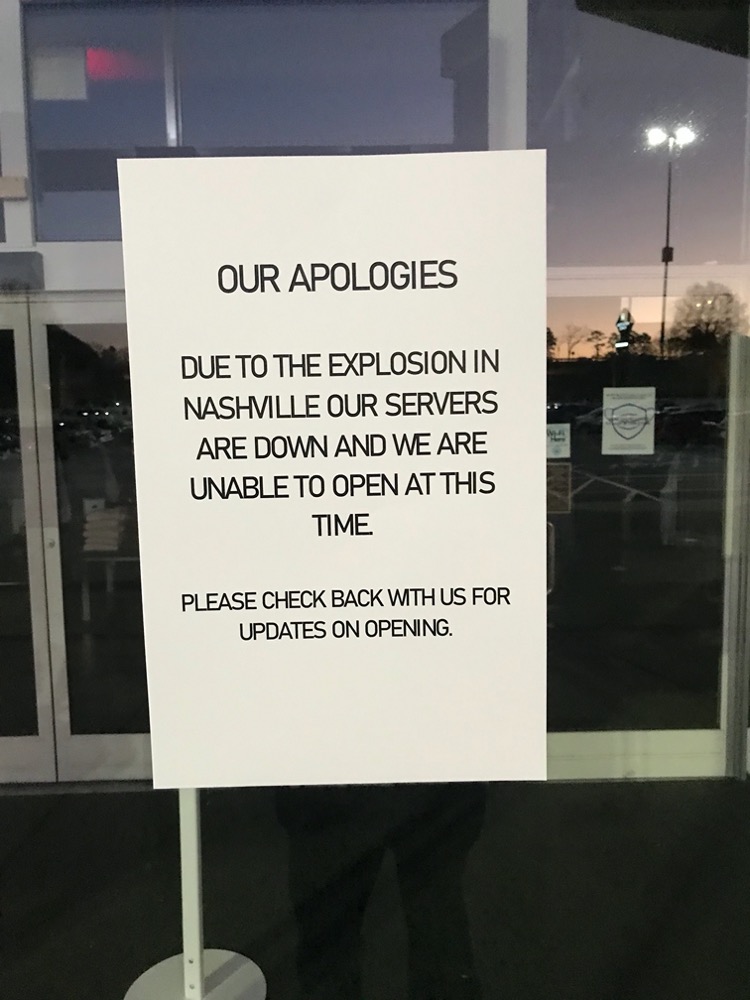 OUR APOLOGIES
DUE TO THE EXPLOSION IN
NASHVILLE OUR SERVERS
ARE DOWN AND WE ARE
UNABLE TO OPEN AT THIS
TIME.
PLEASE CHECK BACK WITH US FOR
UPDATES ON OPENING.